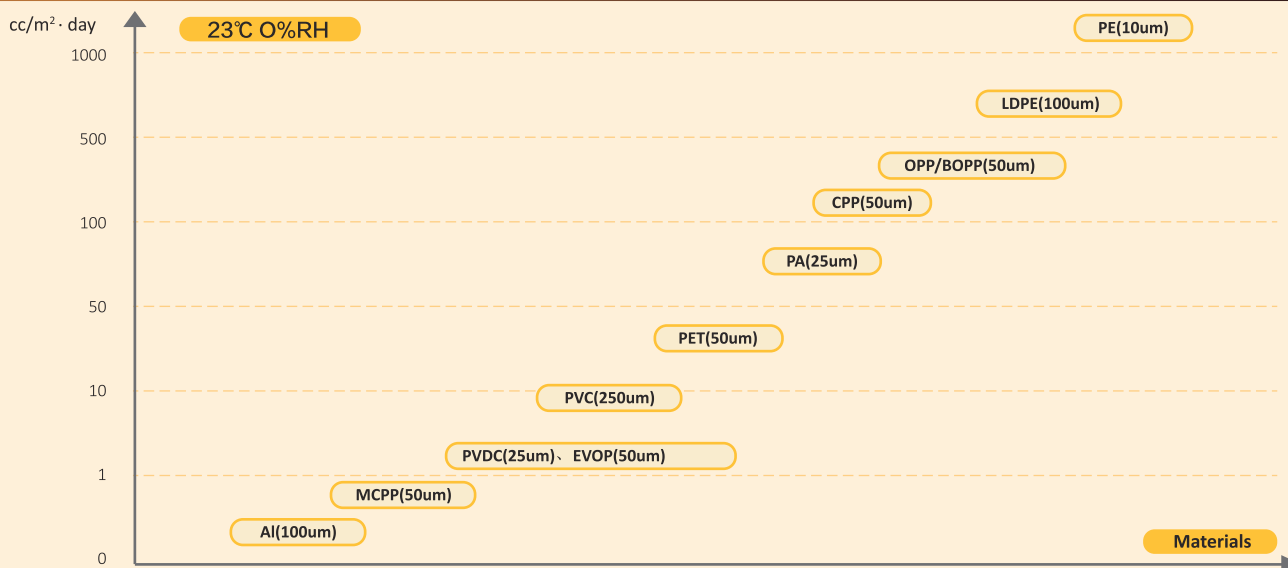 cc/m²· day
23℃ O%RH
PE(10um)
1000
LDPE(100um)
500
OPP/BOPP(50um)
CPP(50um)
100
PA(25um)
50
PET(50um)
10
PVC(250um)
PVDC(25um)、EVOP(50um)
1
MCPP(50um)
Al(100um)
Materials
0